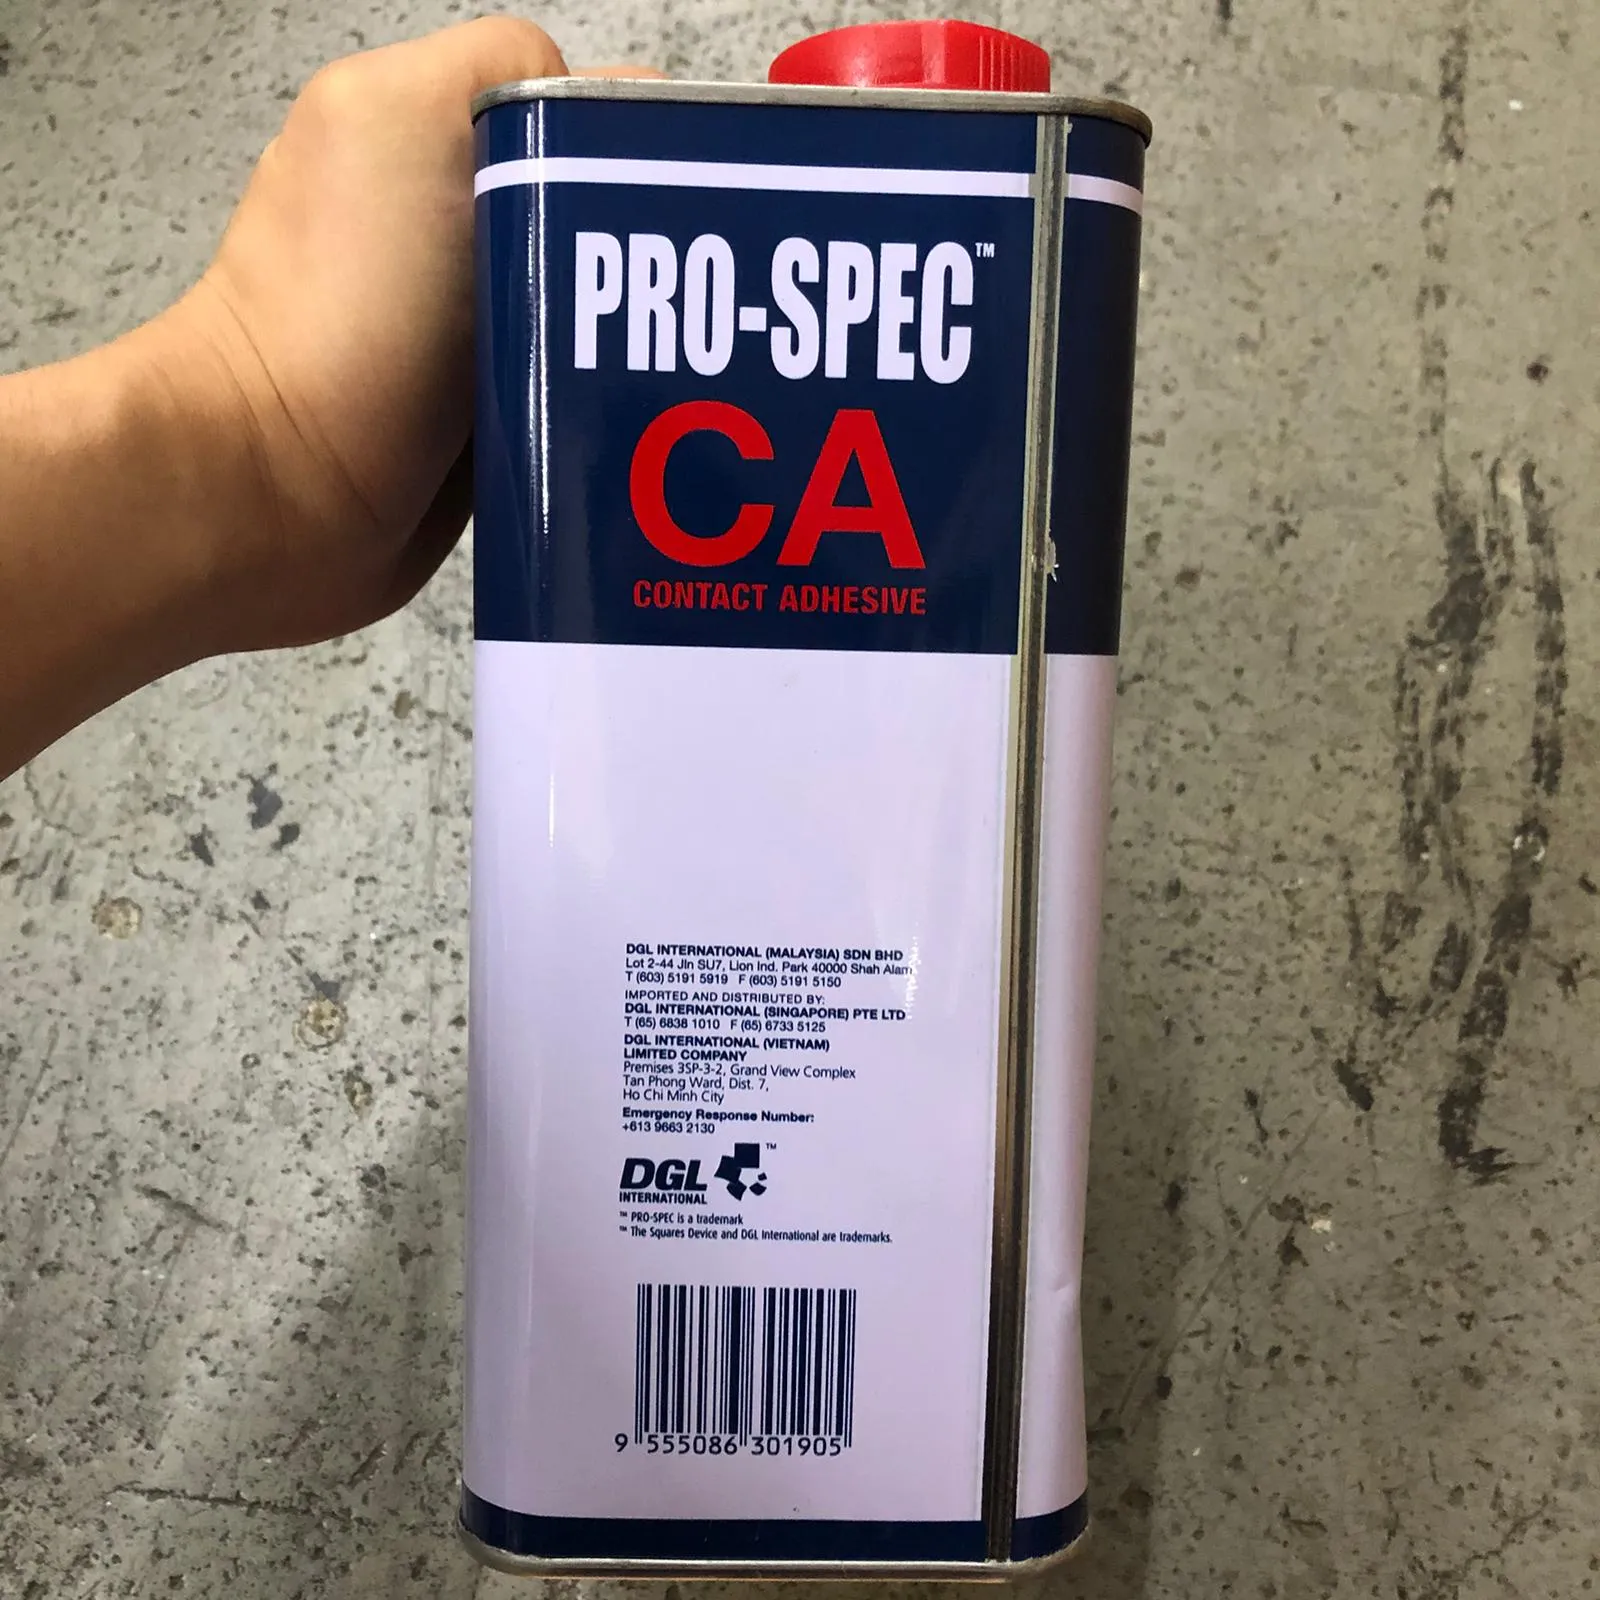 PRO-SPEC™
CA
CONTACT ADHESIVE
DGL INTERNATIONAL (MALAYSIA) SDN BHD
Lot 2-44 Jln SU7, Lion Ind. Park 40000 Shah Alam
T (603) 5191 5919 F (603) 5191 5150
IMPORTED AND DISTRIBUTED BY:
DGL INTERNATIONAL (SINGAPORE) PTE LTD
T (65) 6838 1010 F (65) 6733 5125
DGL INTERNATIONAL (VIETNAM)
LIMITED COMPANY
Premises 3SP-3-2, Grand View Complex
Tan Phong Ward, Dist. 7,
Ho Chi Minh City
Emergency Response Number:
+613 9663 2130
DGL ™
INTERNATIONAL
™ PRO-SPEC is a trademark
™ The Squares Device and DGL International are trademarks.
9 555086 301905